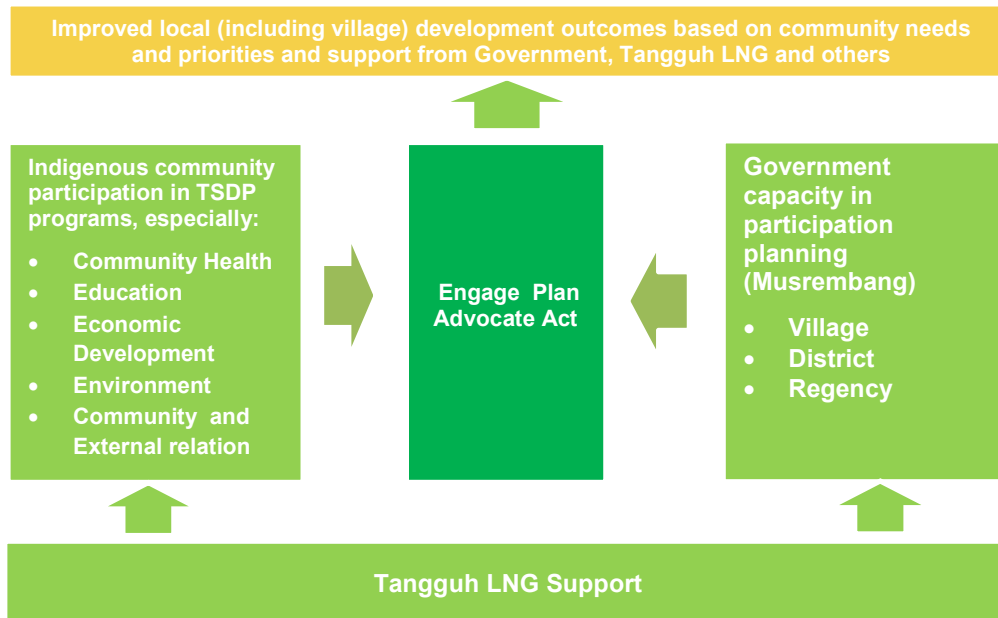 Improved local (including village) development outcomes based on community needs
and priorities and support from Government, Tangguh LNG and others
Indigenous community
participation in TSDP
programs, especially:
• Community Health
• Education
• Economic
Development
• Environment
• Community and
External relation
Engage Plan
Advocate Act
Government
capacity in
participation
planning
(Musrembang)
• Village
• District
• Regency
Tangguh LNG Support